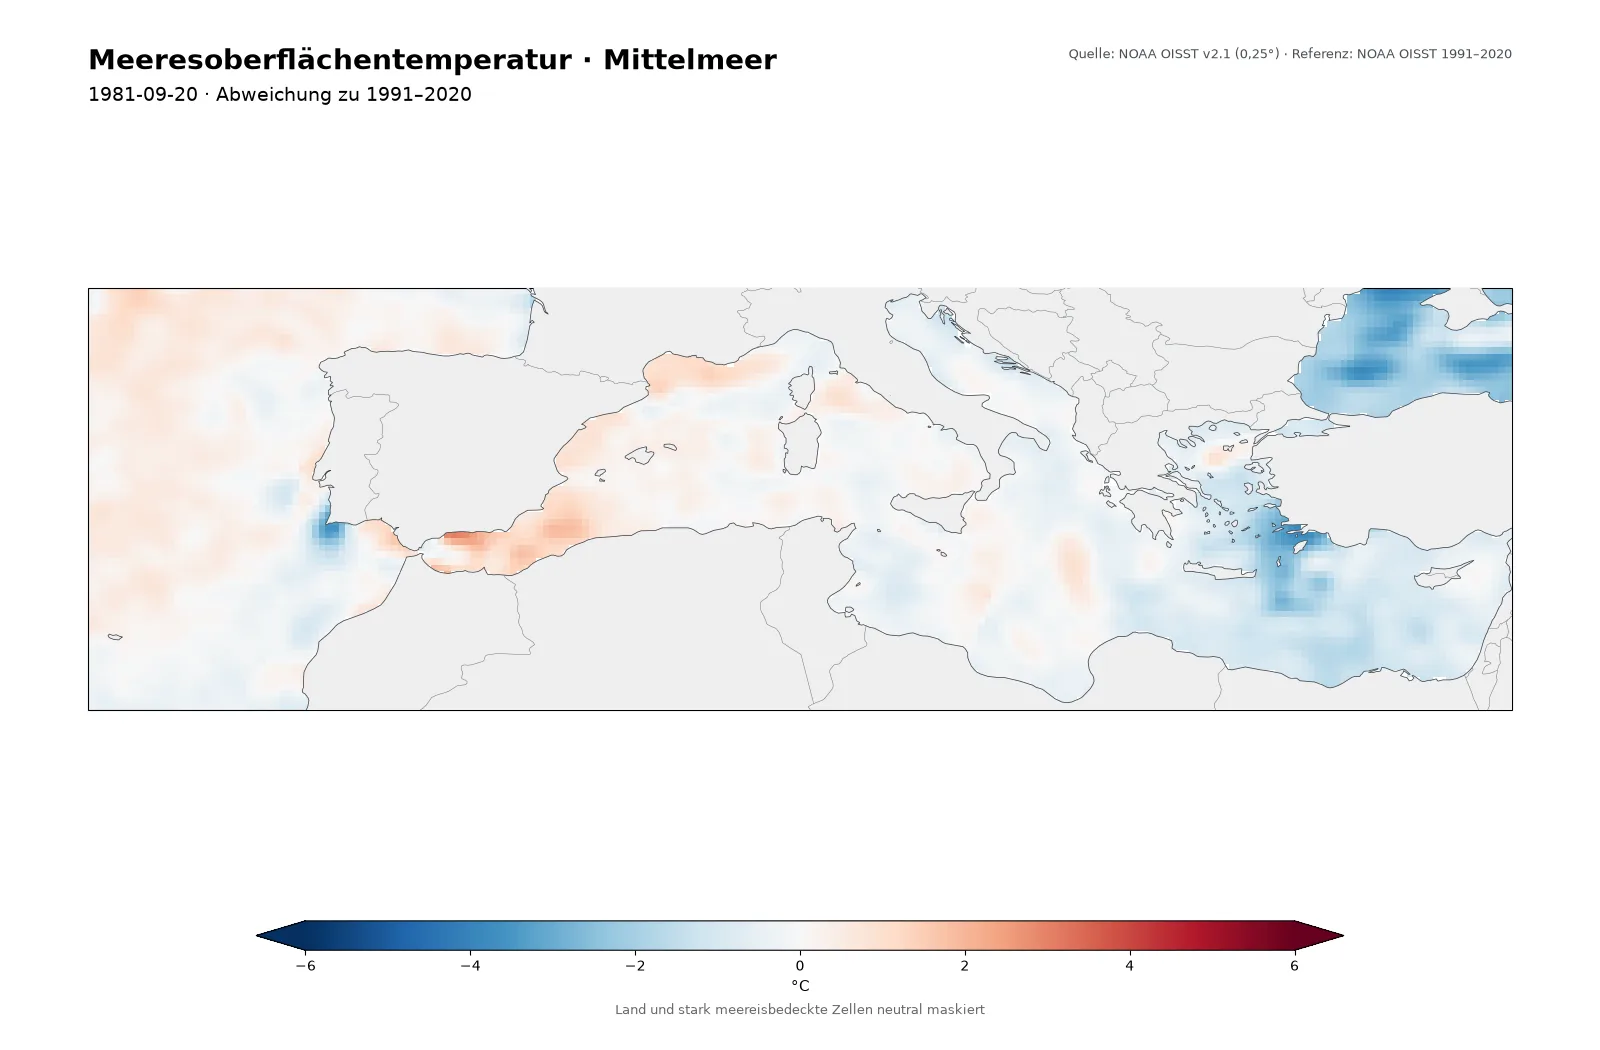 Meeresoberflächentemperatur · Mittelmeer
1981-09-20 · Abweichung zu 1991–2020
Quelle: NOAA OISST v2.1 (0,25°) · Referenz: NOAA OISST 1991–2020
−6 −4 −2 0 2 4 6
°C
Land und stark meereisbedeckte Zellen neutral maskiert